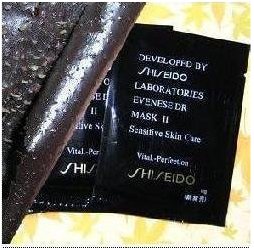 DEVELOPED BY
SHISEIDO
LABORATORIES
EVENESE DR
MASK II
Sensitive Skin Care
Vital-Perfection
SHISEIDO
Vital-Perfection
SHISEIDO